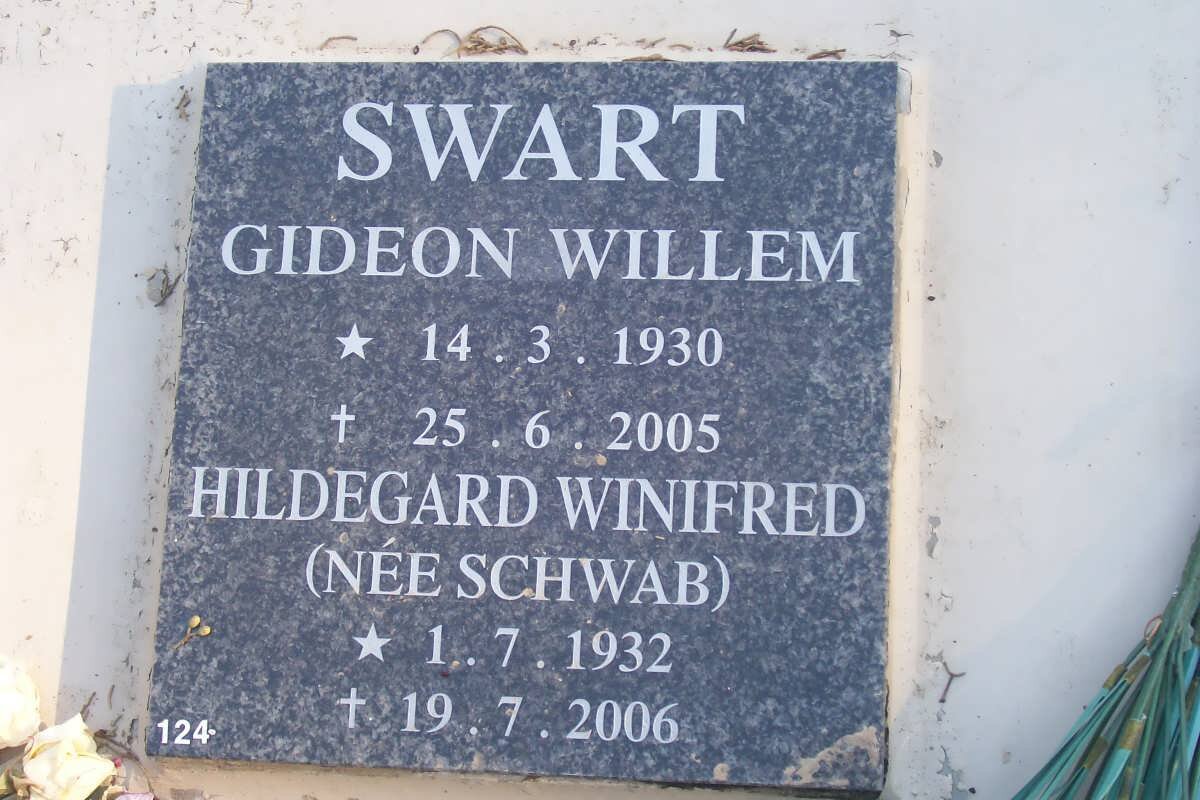 SWART
GIDEON WILLEM
★ 14 . 3 . 1930
✝ 25 . 6 . 2005
HILDEGARD WINIFRED
(NÉE SCHWAB)
★ 1 . 7 . 1932
✝ 19 . 7 . 2006
124